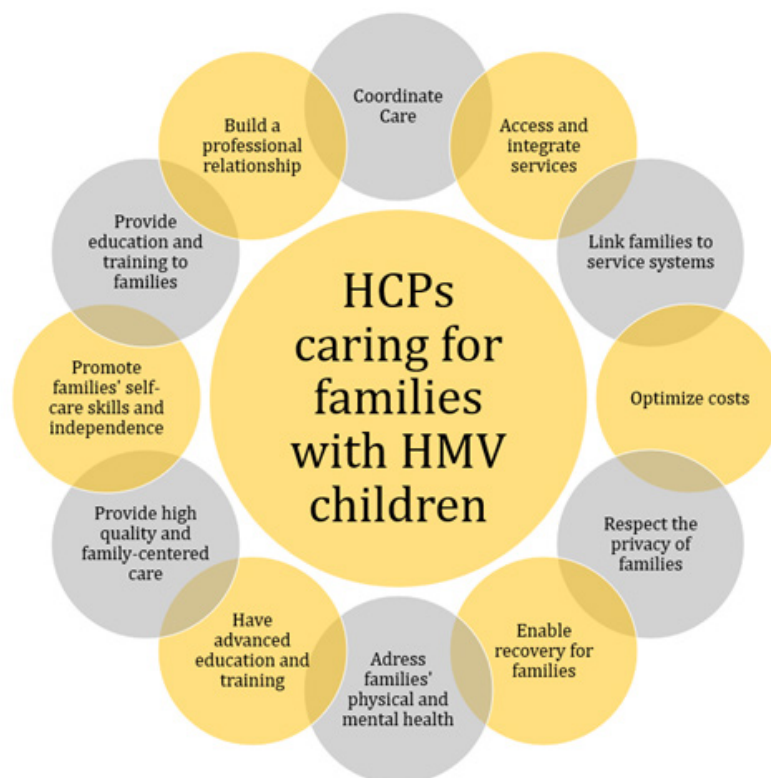 Coordinate
Care
Access and
integrate
services
Link families to
service systems
Optimize costs
Respect the
privacy of
families
Enable
recovery for
families
Adress
families'
physical and
mental health
Have
advanced
education and
training
Provide high
quality and
family-centered
care
Promote
families' self-
care skills and
independence
Provide
education and
training to
families
Build a
professional
relationship
HCPs
caring for
families
with HMV
children